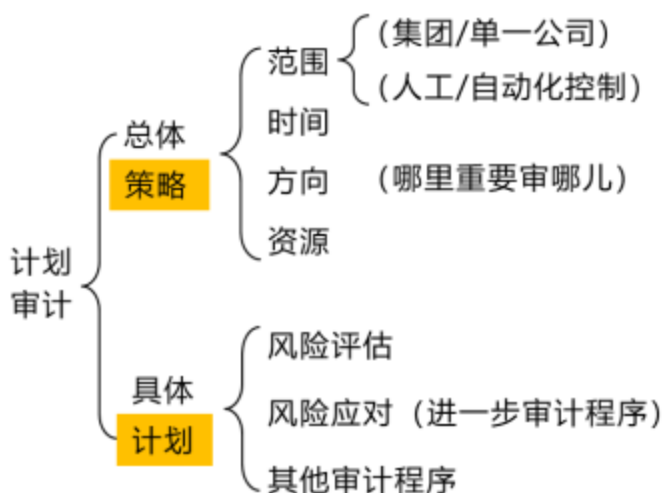 计划
审计
总体
策略
范围
(集团/单一公司)
(人工/自动化控制)
时间
方向 (哪里重要审哪儿)
资源
具体
计划
风险评估
风险应对 (进一步审计程序)
其他审计程序